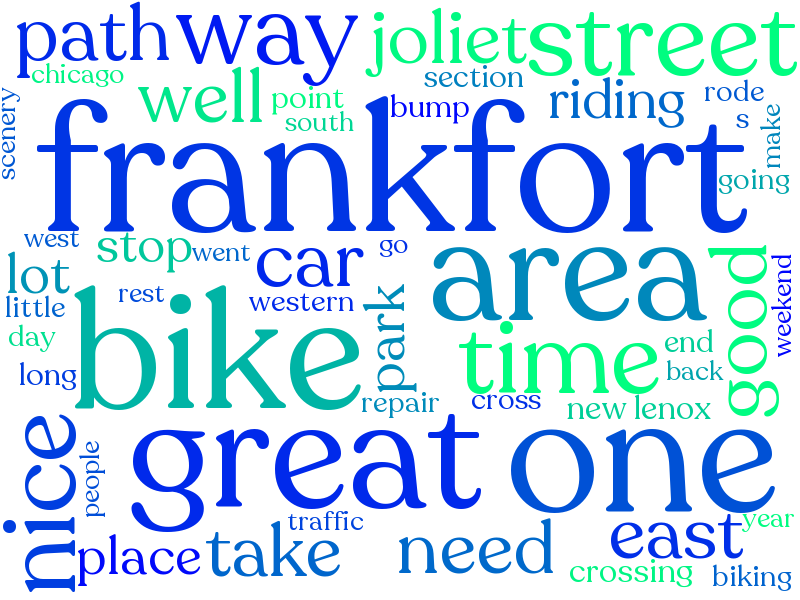 path
way
joliet
street
chicago
well
point
south
section
bump
riding
rode
s
make
scenery
frankfort
going
west
stop
went
car
go
area
good
weekend
lot
little
rest
western
day
long
bike
park
time
end
back
repair
cross
new lenox
nice
people
great
one
traffic
year
place
take
need
east
crossing
biking